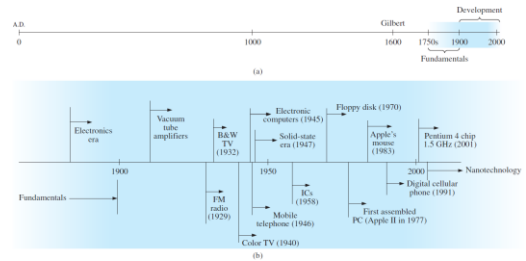 Development
A.D.
Gilbert
0
1000
1600
1750s
1900
2000
Fundamentals
(a)
Electronics
era
Vacuum
tube
amplifiers
B&W
TV
(1932)
Electronic
computers (1945)
Solid-state
era (1947)
Floppy disk (1970)
Apple's
mouse
(1983)
Pentium 4 chip
1.5 GHz (2001)
1900
1950
2000
Nanotechnology
Fundamentals
FM
radio
(1929)
Color TV (1940)
Mobile
telephone (1946)
ICs
(1958)
First assembled
PC (Apple II in 1977)
Digital cellular
phone (1991)
(b)